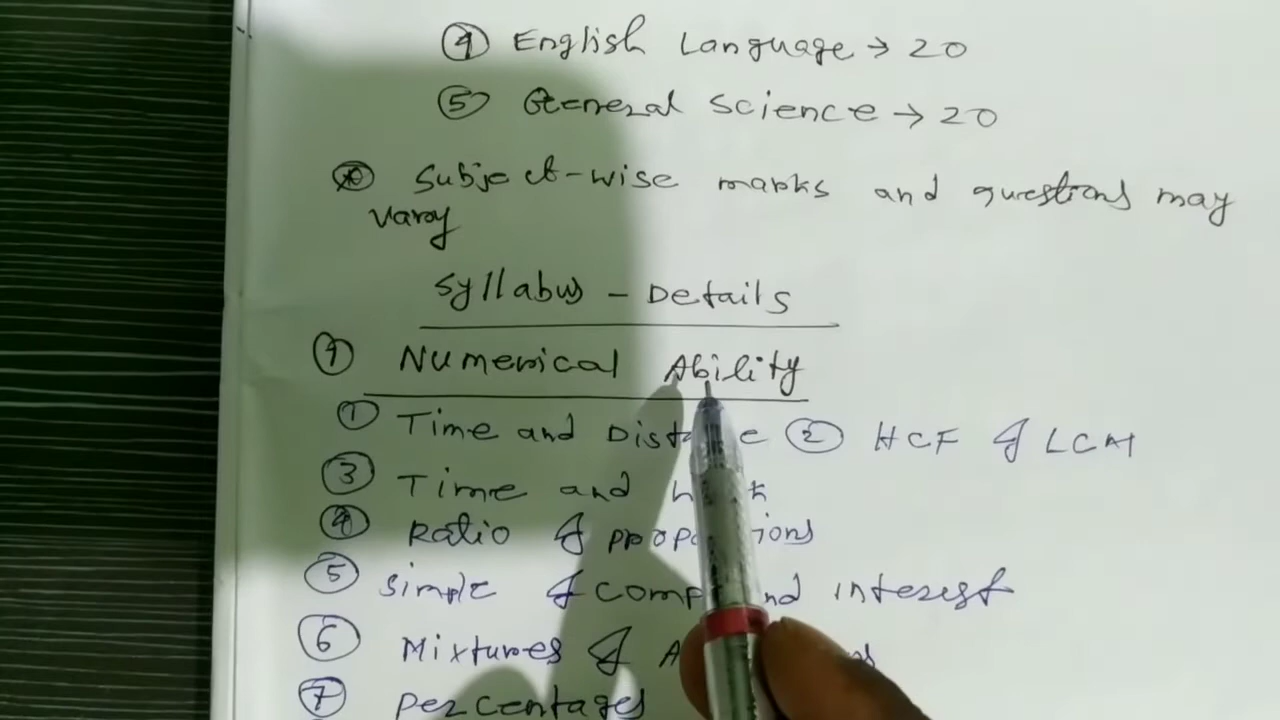 ④ English Language → 20
⑤ General Science → 20
Subject-wise marks and questions may
vary
Syllabus - Details
① Numerical Ability
① Time and ② HCF & LCM
③ Time and
④ Ratio &
⑤ Simple & interest
⑥ Mixtures &
⑦ Percentages